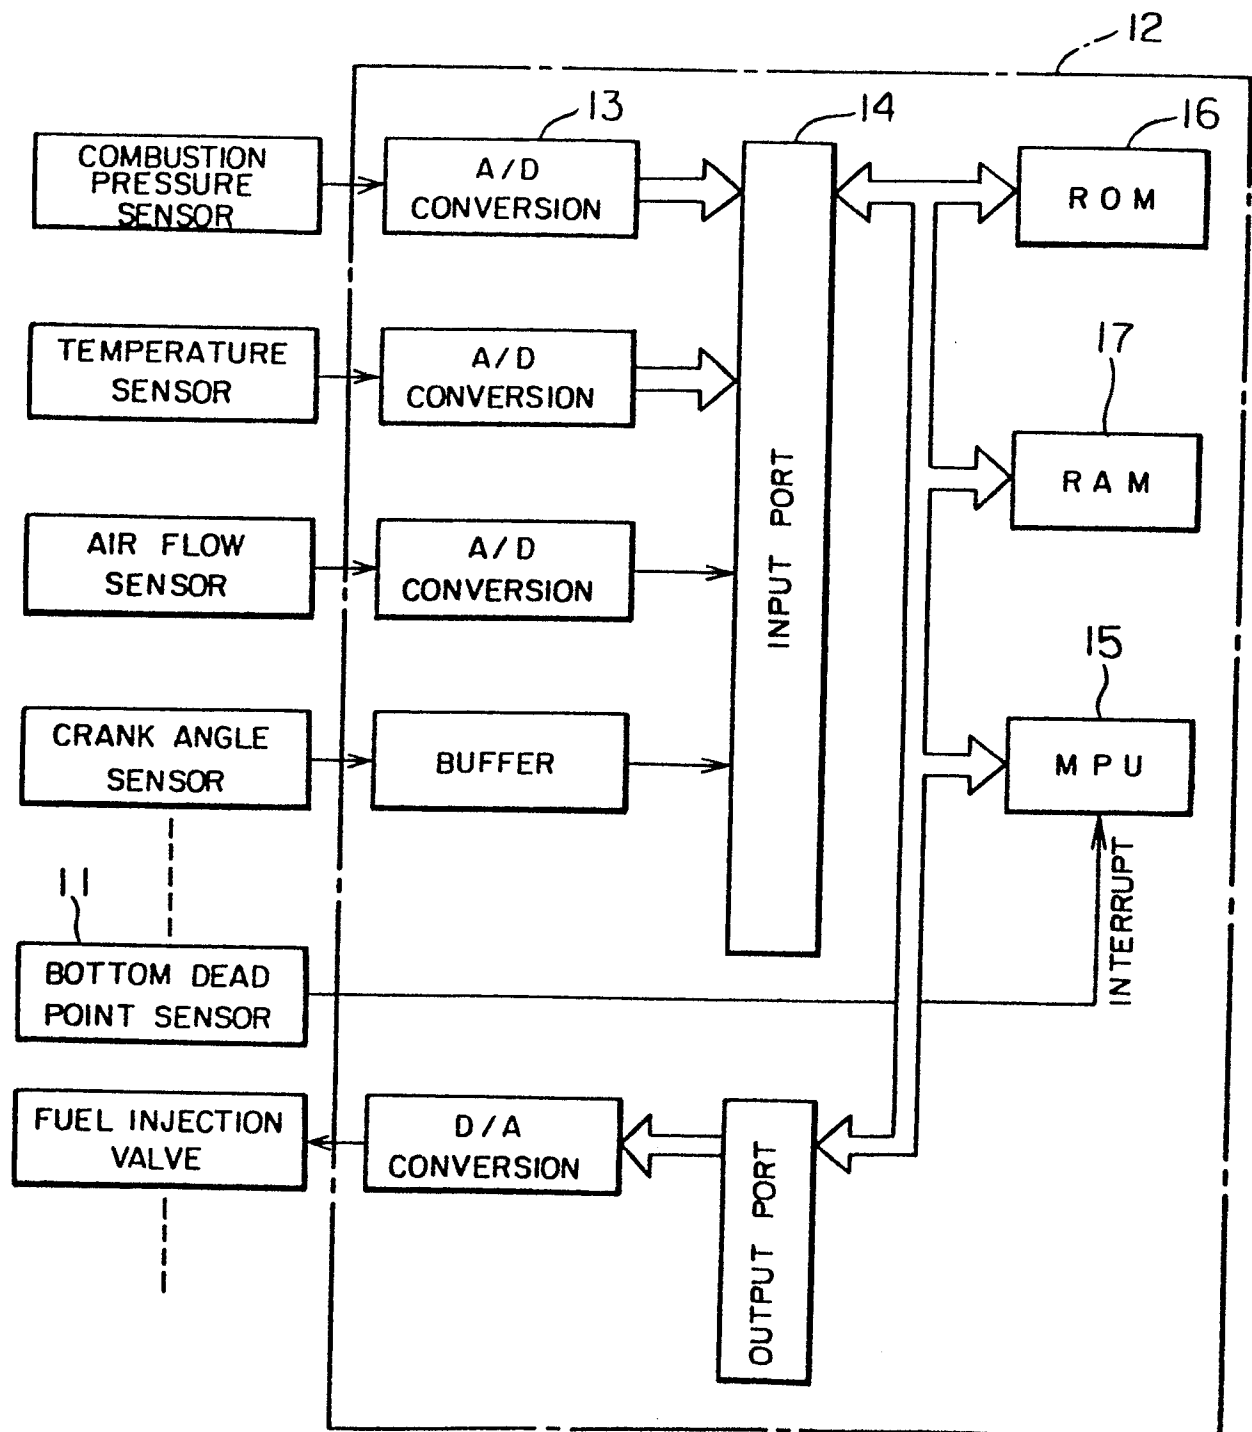 12
13
14
16
COMBUSTION
PRESSURE
SENSOR
A/D
CONVERSION
ROM
TEMPERATURE
SENSOR
A/D
CONVERSION
17
RAM
AIR FLOW
SENSOR
A/D
CONVERSION
INPUT PORT
15
CRANK ANGLE
SENSOR
BUFFER
MPU
INTERRUPT
11
BOTTOM DEAD
POINT SENSOR
FUEL INJECTION
VALVE
D/A
CONVERSION
OUTPUT PORT